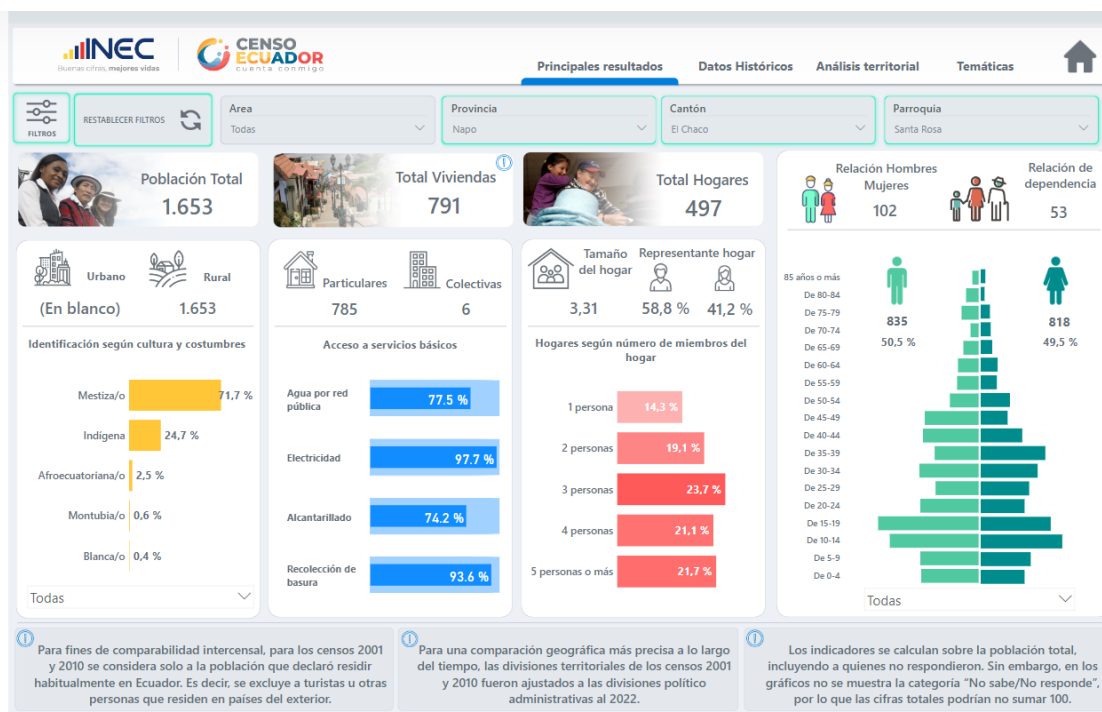 INEC
Buenas cifras, mejores vidas
CENSO
ECUADOR
cuenta conmigo
Principales resultados
Datos Históricos
Análisis territorial
Temáticas
FILTROS
RESTABLECER FILTROS
Area
Todas
Provincia
Napo
Cantón
El Chaco
Parroquia
Santa Rosa
Población Total
1.653
Total Viviendas
791
Total Hogares
497
Relación Hombres
Mujeres
102
Relación de
dependencia
53
Urbano
(En blanco)
Rural
1.653
Identificación según cultura y costumbres
Mestiza/o 71,7 %
Indígena 24,7 %
Afroecuatoriana/o 2,5 %
Montubia/o 0,6 %
Blanca/o 0,4 %
Todas
Particulares
785
Colectivas
6
Acceso a servicios básicos
Agua por red
pública
77.5 %
Electricidad 97.7 %
Alcantarillado 74.2 %
Recolección de
basura
93.6 %
Tamaño
del hogar
3,31
Representante hogar
58,8 % 41,2 %
Hogares según número de miembros del
hogar
1 persona 14,3 %
2 personas 19,1 %
3 personas 23,7 %
4 personas 21,1 %
5 personas o más 21,7 %
85 años o más
De 80-84
De 75-79
De 70-74
De 65-69
De 60-64
De 55-59
De 50-54
De 45-49
De 40-44
De 35-39
De 30-34
De 25-29
De 20-24
De 15-19
De 10-14
De 5-9
De 0-4
835
50,5 %
818
49,5 %
Todas
Para fines de comparabilidad intercensal, para los censos 2001
y 2010 se considera solo a la población que declaró residir
habitualmente en Ecuador. Es decir, se excluye a turistas u otras
personas que residen en países del exterior.
Para una comparación geográfica más precisa a lo largo
del tiempo, las divisiones territoriales de los censos 2001
y 2010 fueron ajustados a las divisiones político
administrativas al 2022.
Los indicadores se calculan sobre la población total,
incluyendo a quienes no respondieron. Sin embargo, en los
gráficos no se muestra la categoría “No sabe/No responde”,
por lo que las cifras totales podrían no sumar 100.